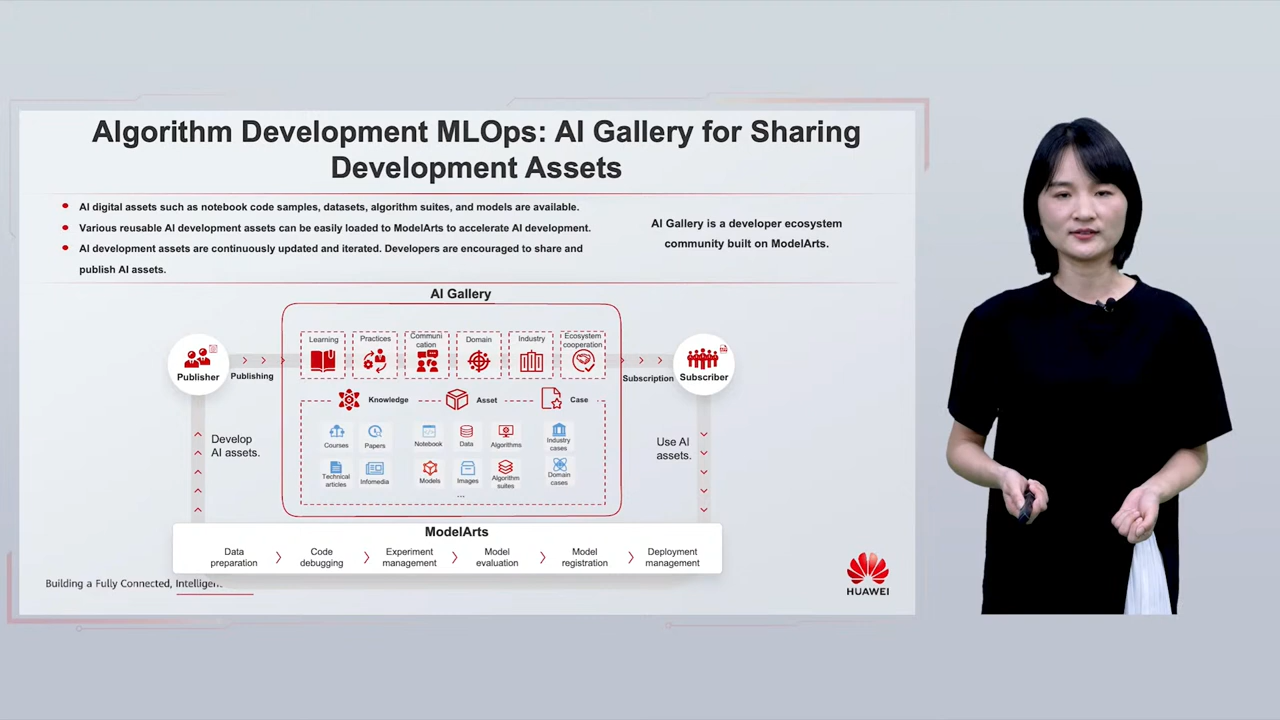 Algorithm Development MLOps: AI Gallery for Sharing
Development Assets
AI digital assets such as notebook code samples, datasets, algorithm suites, and models are available.
Various reusable AI development assets can be easily loaded to ModelArts to accelerate AI development.
AI development assets are continuously updated and iterated. Developers are encouraged to share and
publish AI assets.
AI Gallery is a developer ecosystem
community built on ModelArts.
AI Gallery
Learning
Practices
Communi
cation
Domain
Industry
Ecosystem
cooperation
Publisher
Publishing
Subscription
Subscriber
Knowledge
Asset
Case
Courses
Papers
Notebook
Data
Algorithms
Industry
cases
Technical
articles
Infomedia
Models
Images
Algorithm
suites
Domain
cases
...
Develop
AI assets.
Use AI
assets.
ModelArts
Data
preparation
Code
debugging
Experiment
management
Model
evaluation
Model
registration
Deployment
management
Building a Fully Connected, Intelligen
HUAWEI